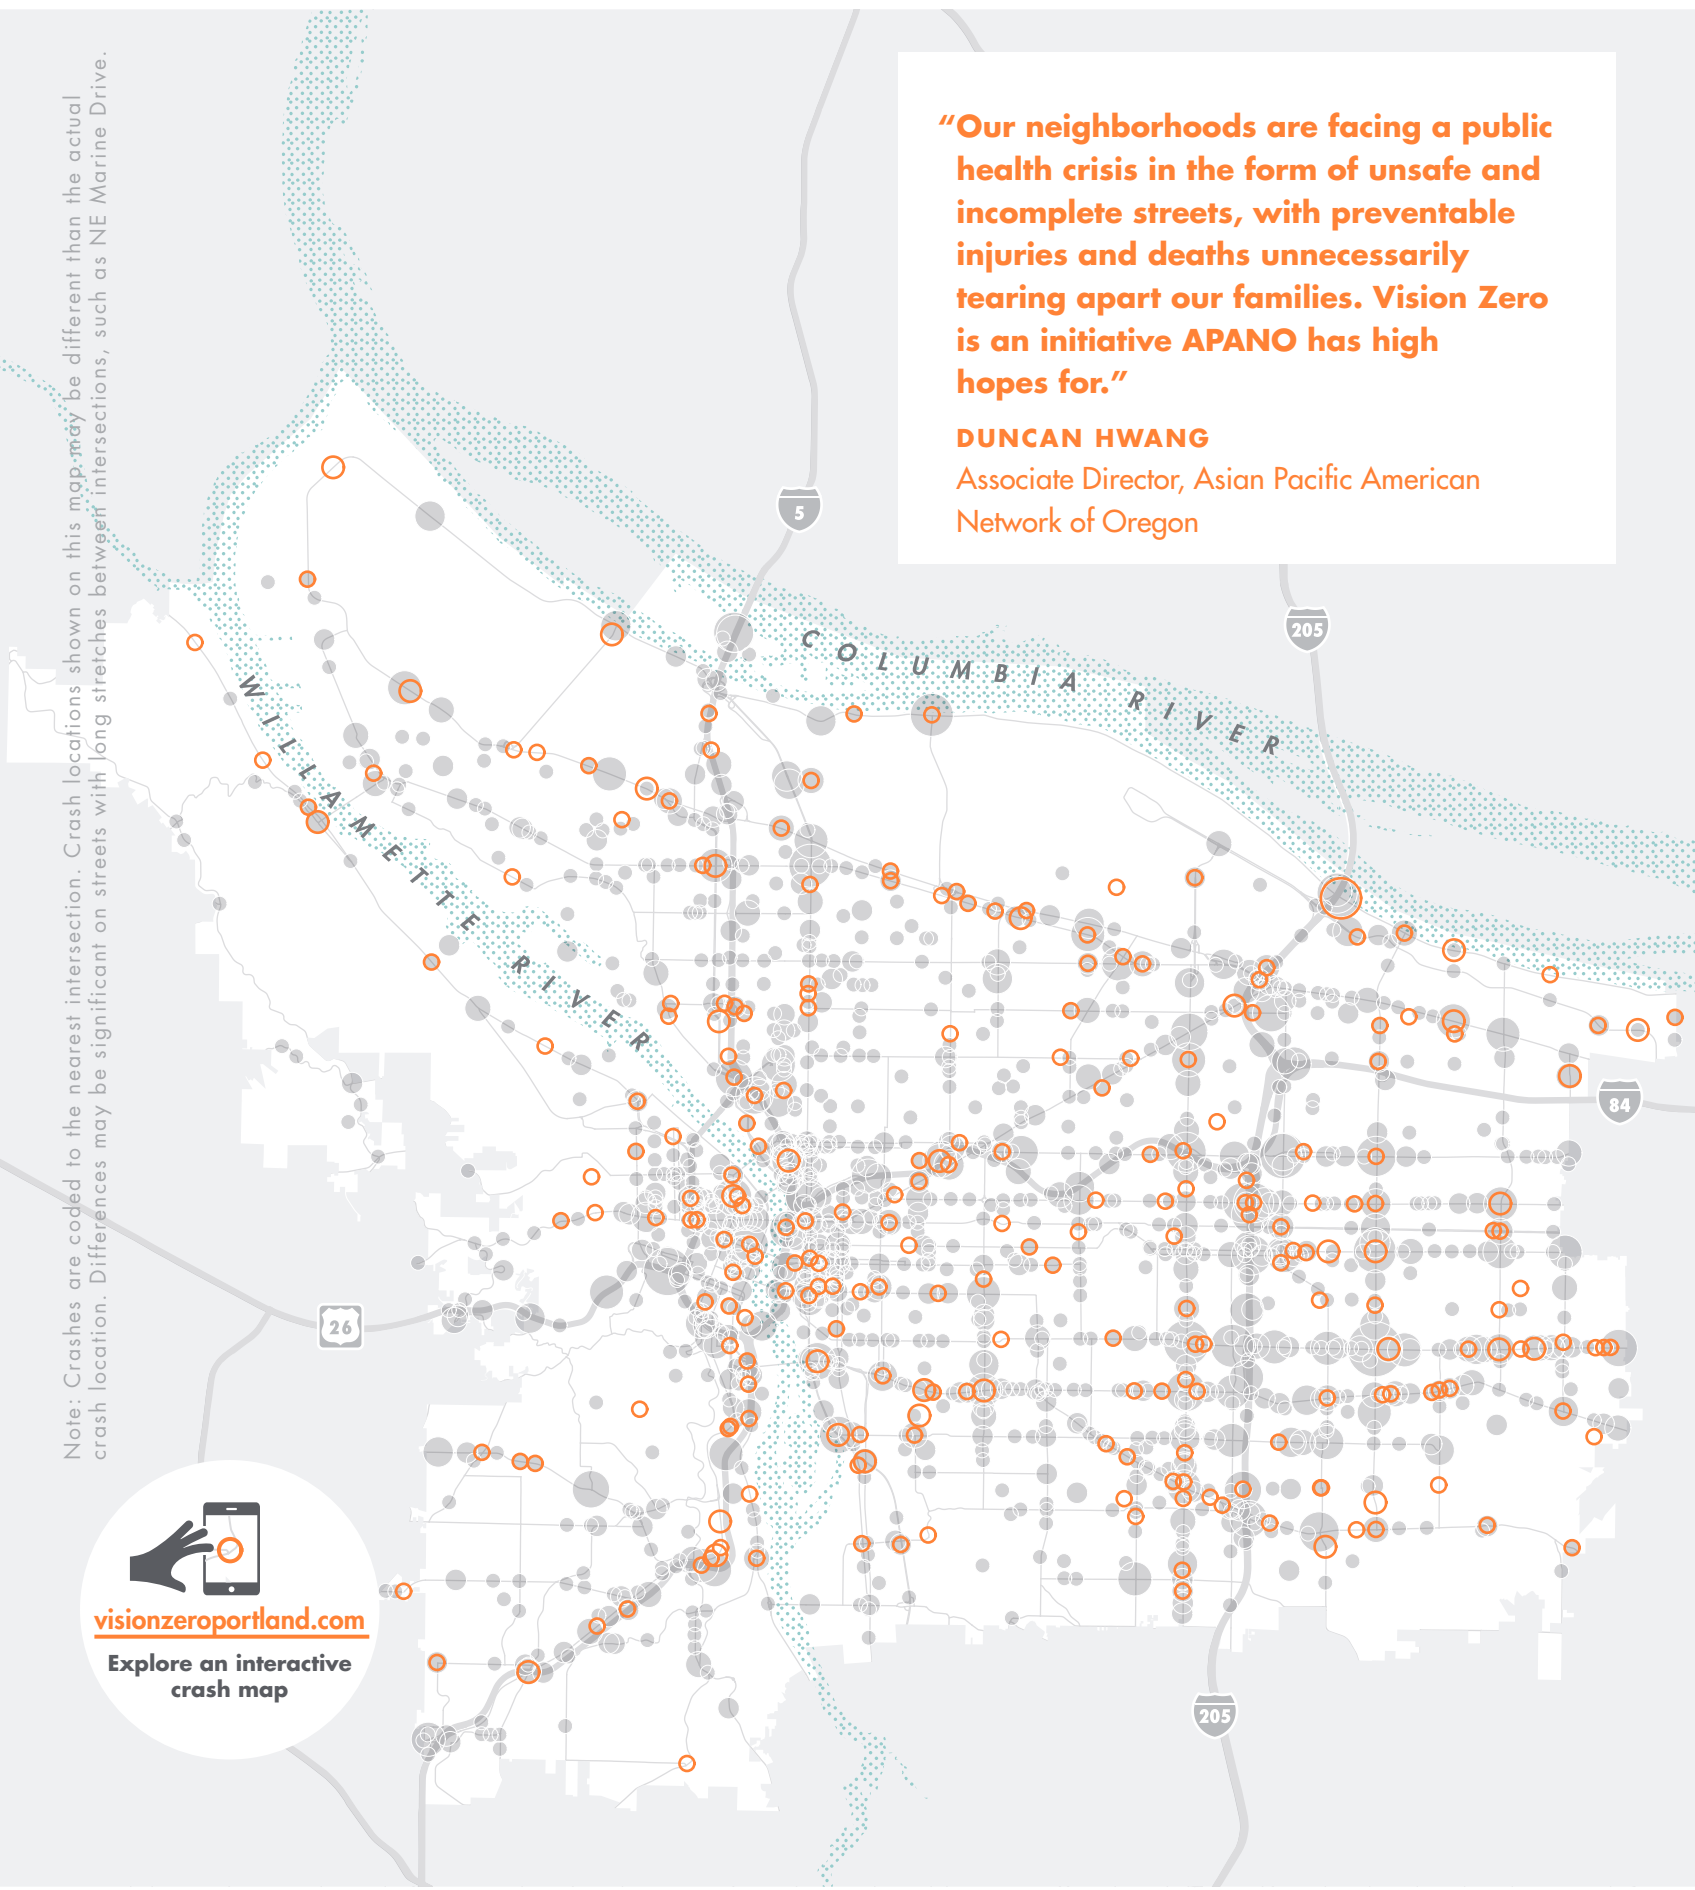 Note: Crashes are coded to the nearest intersection. Crash locations shown on this map may be different than the actual
crash location. Differences may be significant on streets with long stretches between intersections, such as NE Marine Drive.
“Our neighborhoods are facing a public
health crisis in the form of unsafe and
incomplete streets, with preventable
injuries and deaths unnecessarily
tearing apart our families. Vision Zero
is an initiative APANO has high
hopes for.”
DUNCAN HWANG
Associate Director, Asian Pacific American
Network of Oregon
5
205
COLUMBIA RIVER
WILLAMETTE RIVER
84
26
205
visionzeroportland.com
Explore an interactive
crash map